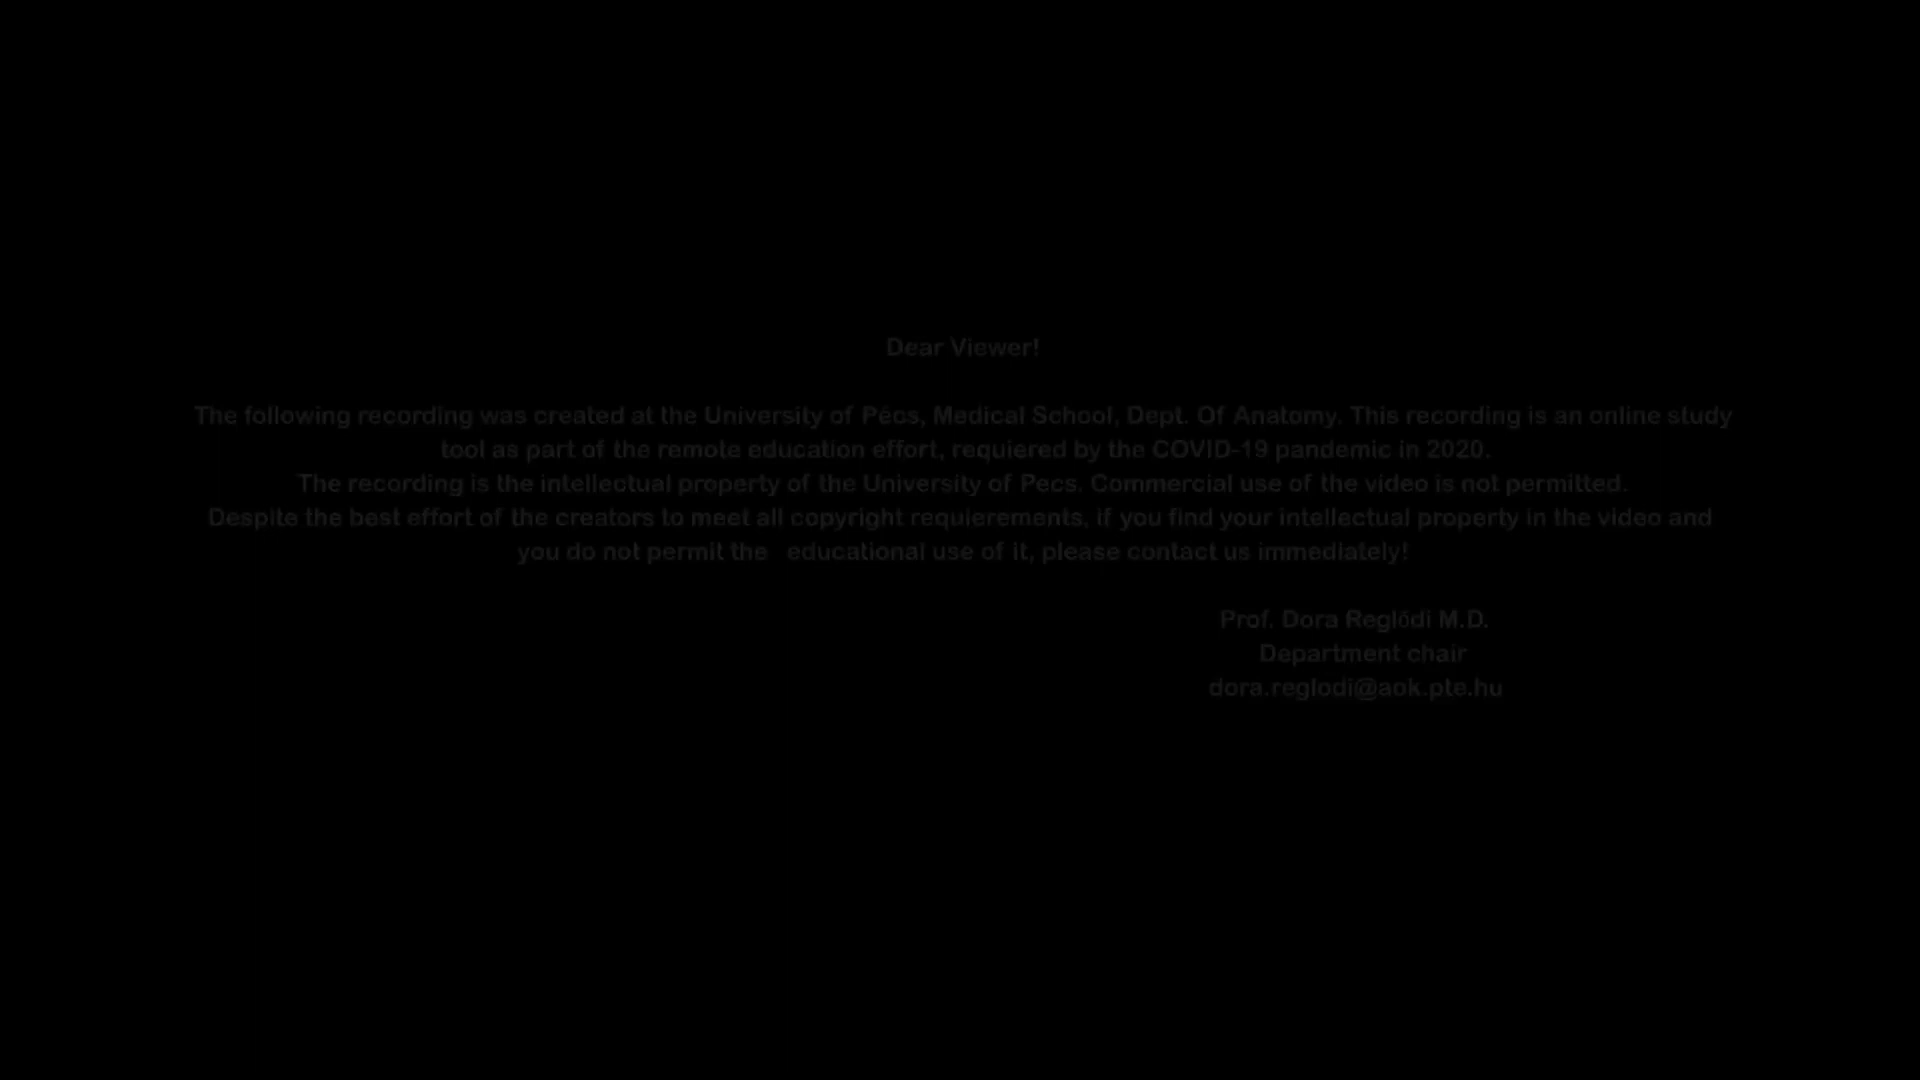 Dear Viewer!
The following recording was created at the University of Pécs, Medical School, Dept. Of Anatomy. This recording is an online study
tool as part of the remote education effort, requiered by the COVID-19 pandemic in 2020.
The recording is the intellectual property of the University of Pecs. Commercial use of the video is not permitted.
Despite the best effort of the creators to meet all copyright requierements, if you find your intellectual property in the video and
you do not permit the educational use of it, please contact us immediately!
Prof. Dora Reglődi M.D.
Department chair
dora.reglodi@aok.pte.hu